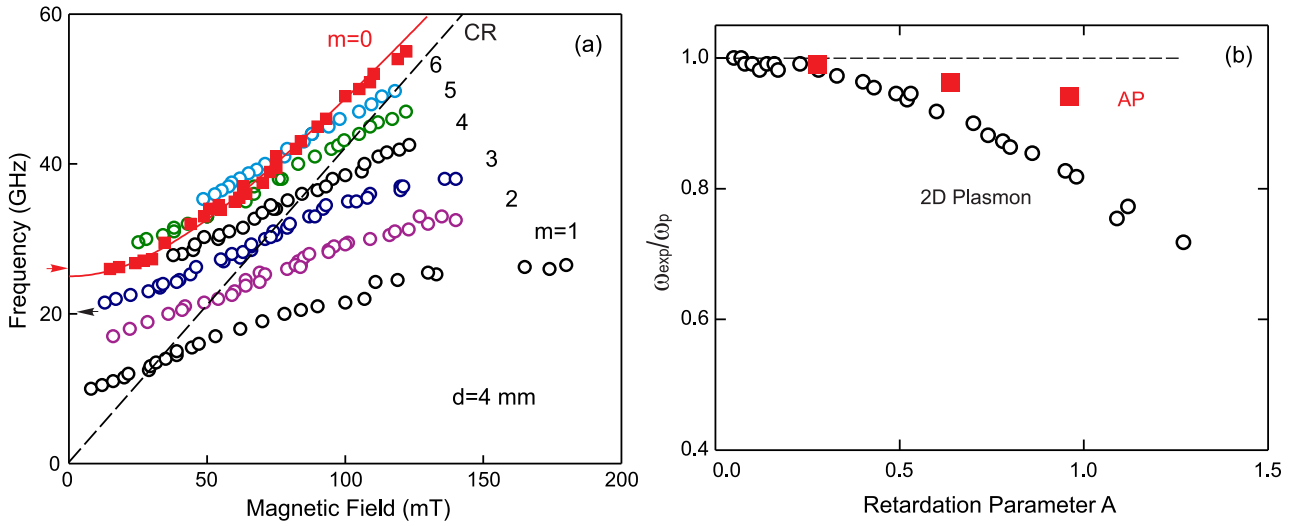 60
40
20
0
Frequency (GHz)
0
50
100
150
200
Magnetic Field (mT)
m=0
CR
(a)
6
5
4
3
2
m=1
d=4 mm
(b)
1.0
0.8
0.6
0.4
ωexp/ωp
AP
2D Plasmon
0.0
0.5
1.0
1.5
Retardation Parameter A